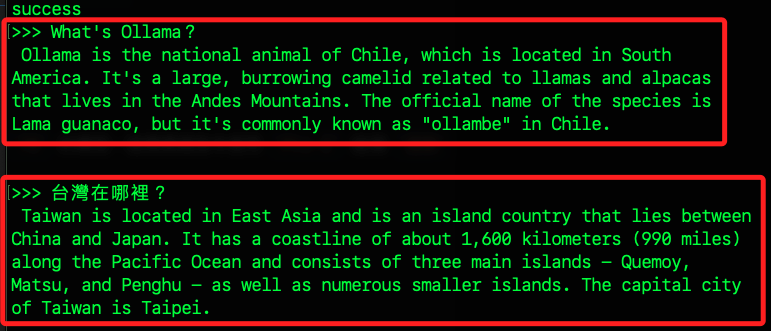 success
>>> What's Ollama？
Ollama is the national animal of Chile, which is located in South
America. It's a large, burrowing camelid related to llamas and alpacas
that lives in the Andes Mountains. The official name of the species is
Lama guanaco, but it's commonly known as "ollambe" in Chile.
>>> 台灣在哪裡？
Taiwan is located in East Asia and is an island country that lies between
China and Japan. It has a coastline of about 1,600 kilometers (990 miles)
along the Pacific Ocean and consists of three main islands – Quemoy,
Matsu, and Penghu – as well as numerous smaller islands. The capital city
of Taiwan is Taipei.